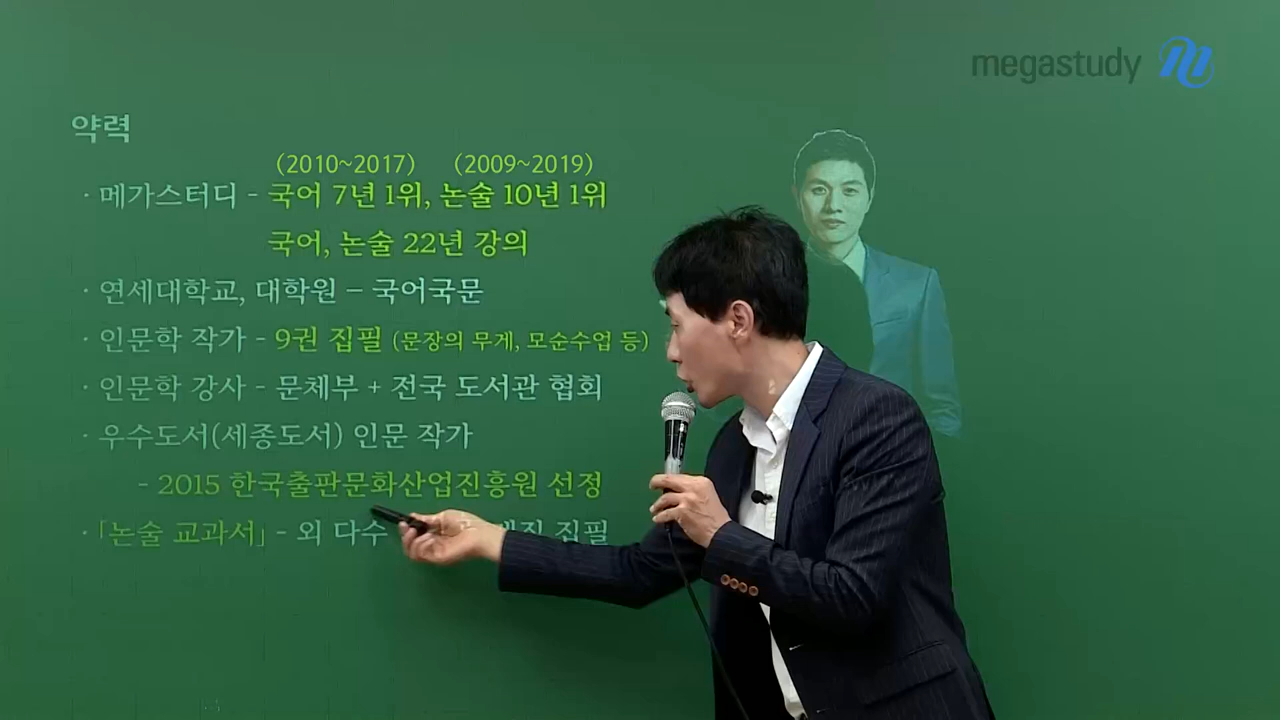 megastudy
약력
(2010~2017) (2009~2019)
· 메가스터디 - 국어 7년 1위, 논술 10년 1위
국어, 논술 22년 강의
· 연세대학교, 대학원 – 국어국문
· 인문학 작가 - 9권 집필 (문장의 무게, 모순수업 등)
· 인문학 강사 - 문체부 + 전국 도서관 협회
· 우수도서(세종도서) 인문 작가
- 2015 한국출판문화산업진흥원 선정
· 「논술 교과서」 - 외 다수 집필